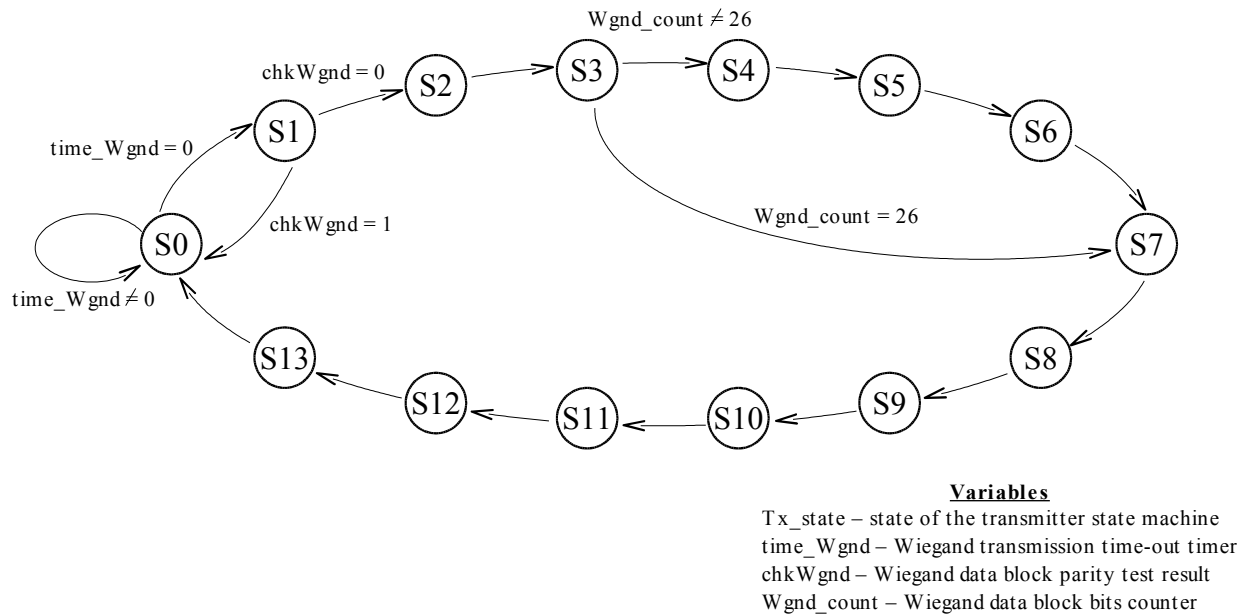 Wgnd_count ≠ 26
chkWgnd = 0
S2
S3
S4
S5
S1
S6
time_Wgnd = 0
chkWgnd = 1
Wgnd_count = 26
S0
S7
time_Wgnd ≠ 0
S13
S8
S12
S11
S10
S9
Variables
Tx_state – state of the transmitter state machine
time_Wgnd – Wiegand transmission time-out timer
chkWgnd – Wiegand data block parity test result
Wgnd_count – Wiegand data block bits counter